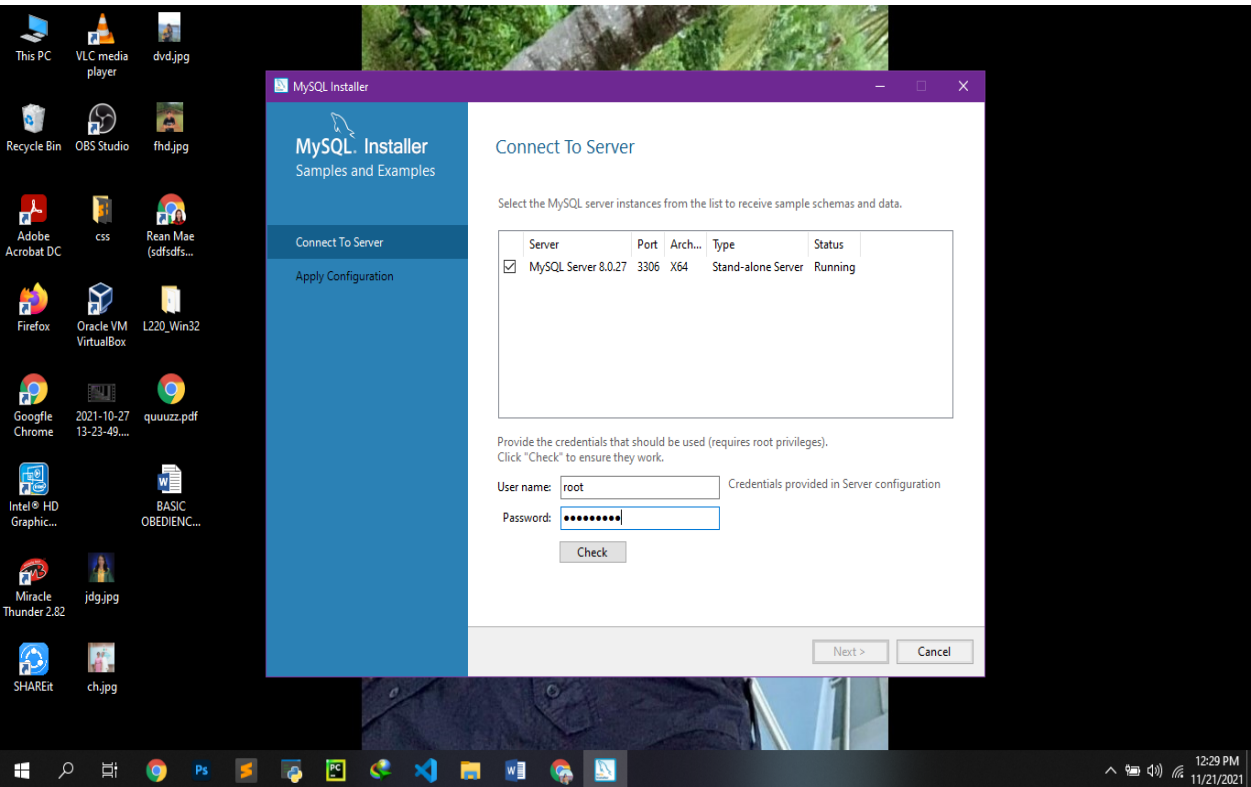 This PC
VLC media
player
dvd.jpg
Recycle Bin
OBS Studio
fhd.jpg
Adobe
Acrobat DC
css
Rean Mae
(sdfsdfs...
Firefox
Oracle VM
VirtualBox
L220_Win32
Googfle
Chrome
2021-10-27
13-23-49....
quuuzz.pdf
Intel® HD
Graphic...
BASIC
OBEDIENC...
Miracle
Thunder 2.82
jdg.jpg
SHAREit
ch.jpg
MySQL Installer
MySQL. Installer
Samples and Examples
Connect To Server
Apply Configuration
Connect To Server
Select the MySQL server instances from the list to receive sample schemas and data.
Server Port Arch... Type Status
MySQL Server 8.0.27 3306 X64 Stand-alone Server Running
Provide the credentials that should be used (requires root privileges).
Click "Check" to ensure they work.
User name: root Credentials provided in Server configuration
Password: ●●●●●●●●●
Check
Next > Cancel
Ps
PC
12:29 PM
11/21/2021